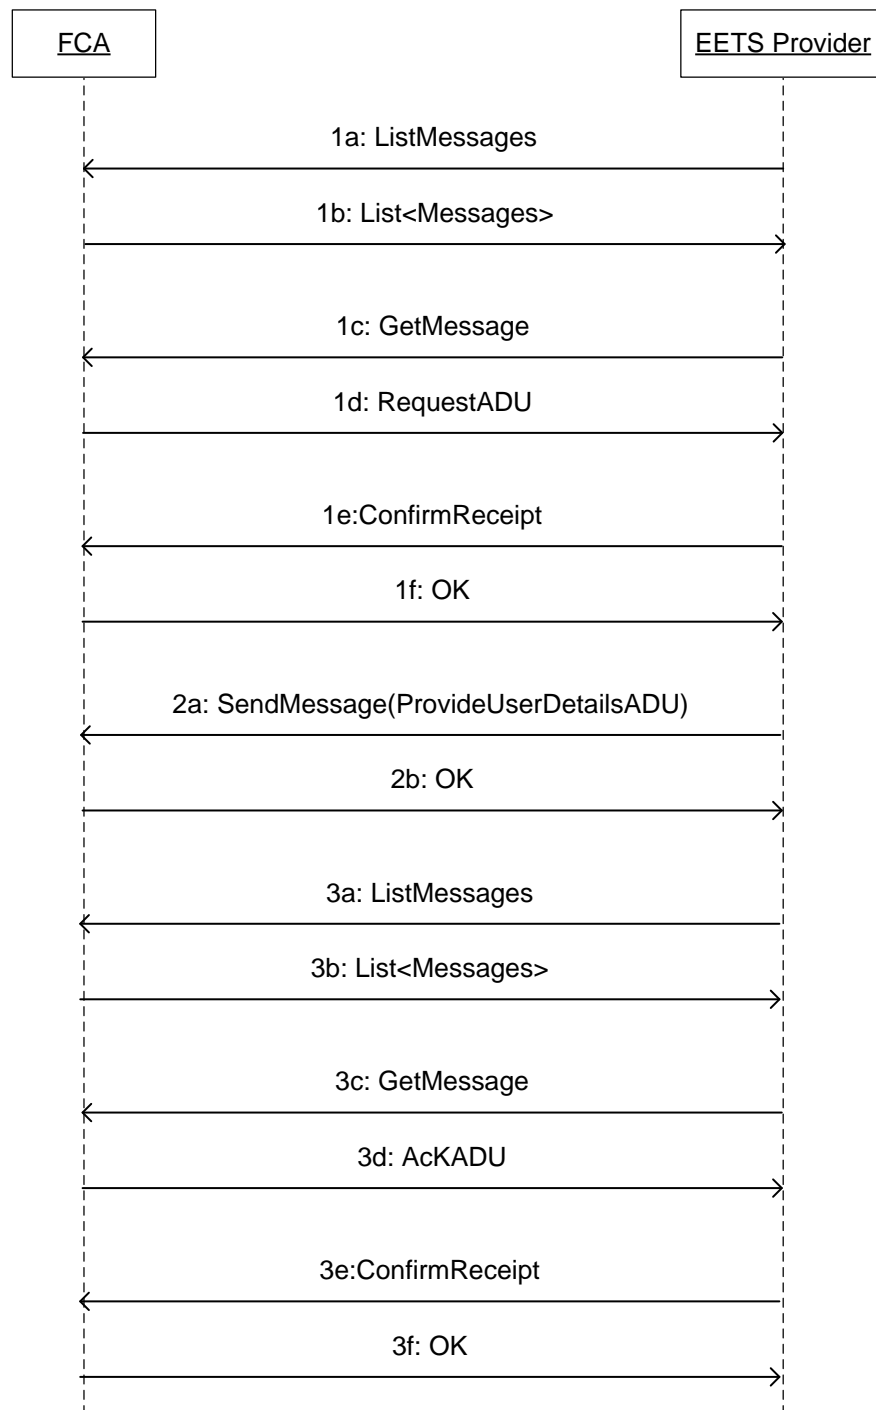 FCA
EETS Provider
1a: ListMessages
1b: List<Messages>
1c: GetMessage
1d: RequestADU
1e:ConfirmReceipt
1f: OK
2a: SendMessage(ProvideUserDetailsADU)
2b: OK
3a: ListMessages
3b: List<Messages>
3c: GetMessage
3d: AcKADU
3e:ConfirmReceipt
3f: OK